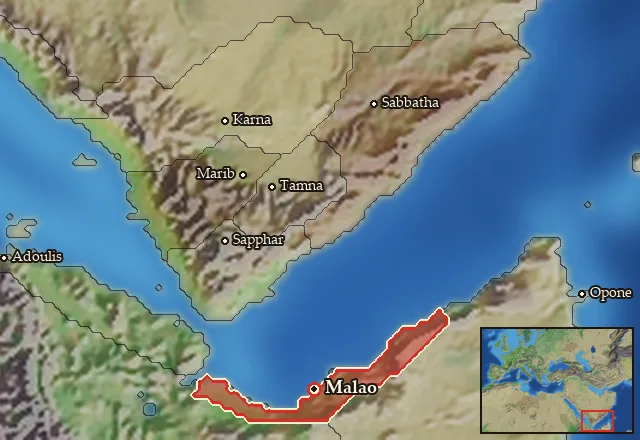 Sabbatha
Karna
Marib
Tamna
Sapphar
Adoulis
Opone
Malao